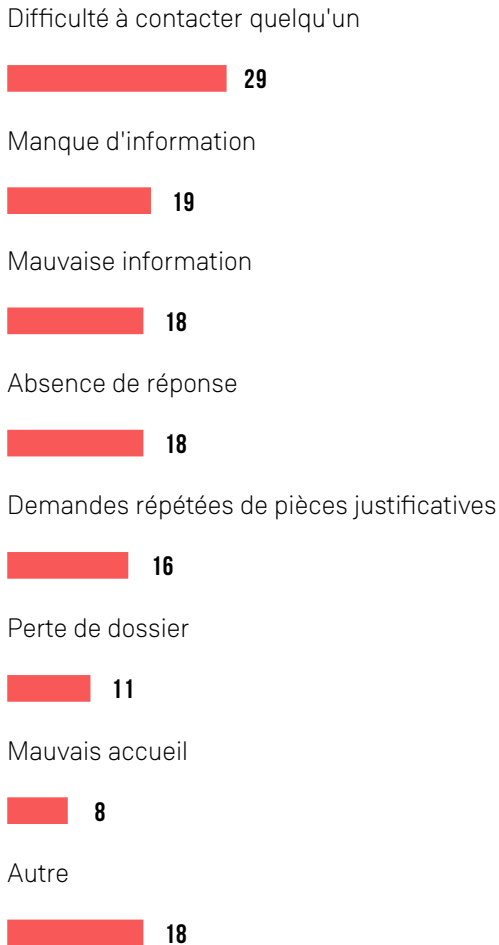 Difficulté à contacter quelqu'un
29
Manque d'information
19
Mauvaise information
18
Absence de réponse
18
Demandes répétées de pièces justificatives
16
Perte de dossier
11
Mauvais accueil
8
Autre
18